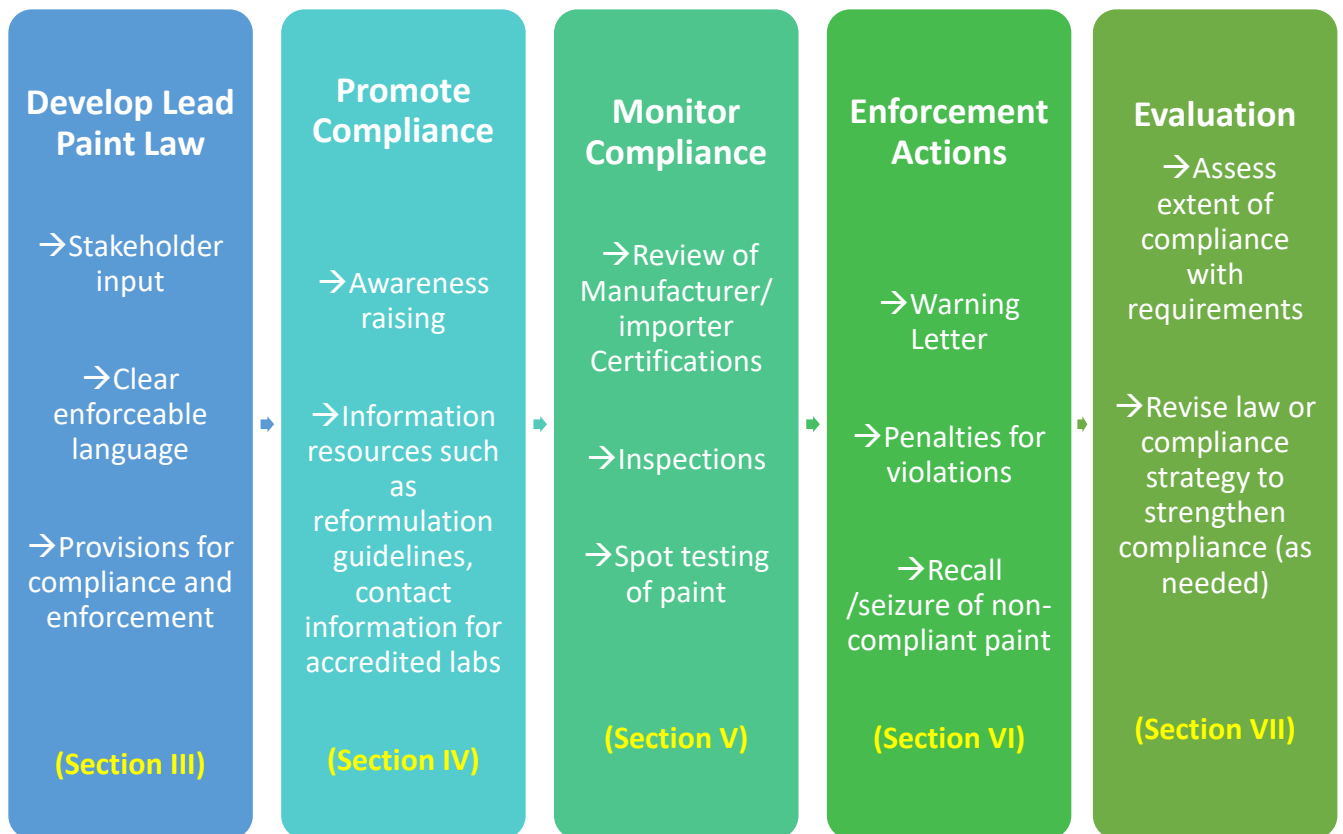 Develop Lead
Paint Law
→Stakeholder
input
→Clear
enforceable
language
→Provisions for
compliance and
enforcement
(Section III)
Promote
Compliance
→Awareness
raising
→Information
resources such
as
reformulation
guidelines,
contact
information for
accredited labs
(Section IV)
Monitor
Compliance
→Review of
Manufacturer/
importer
Certifications
→Inspections
→Spot testing
of paint
(Section V)
Enforcement
Actions
→Warning
Letter
→Penalties for
violations
→Recall
/seizure of non-
compliant paint
(Section VI)
Evaluation
→Assess
extent of
compliance
with
requirements
→Revise law or
compliance
strategy to
strengthen
compliance (as
needed)
(Section VII)